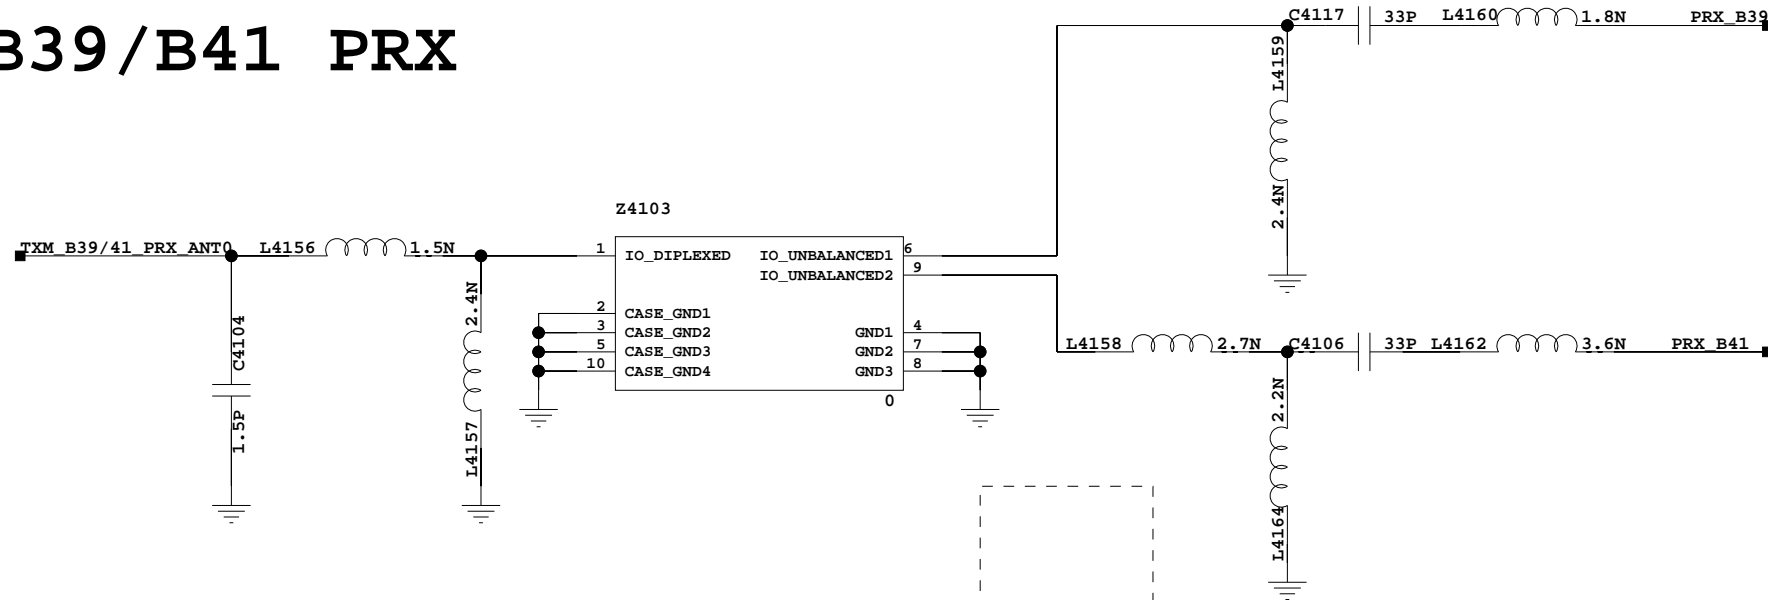 B39/B41 PRX
C4117 33P L4160 1.8N PRX_B39
L4159
2.4N
Z4103
TXM_B39/41_PRX_ANT0 L4156 1.5N
1 IO_DIPLEXED IO_UNBALANCED1 6
IO_UNBALANCED2 9
2 CASE_GND1
3 CASE_GND2 GND1 4
5 CASE_GND3 GND2 7
10 CASE_GND4 GND3 8
0
C4104
1.5P
2.4N
L4157
L4158 2.7N C4106 33P L4162 3.6N PRX_B41
2.2N
L4164